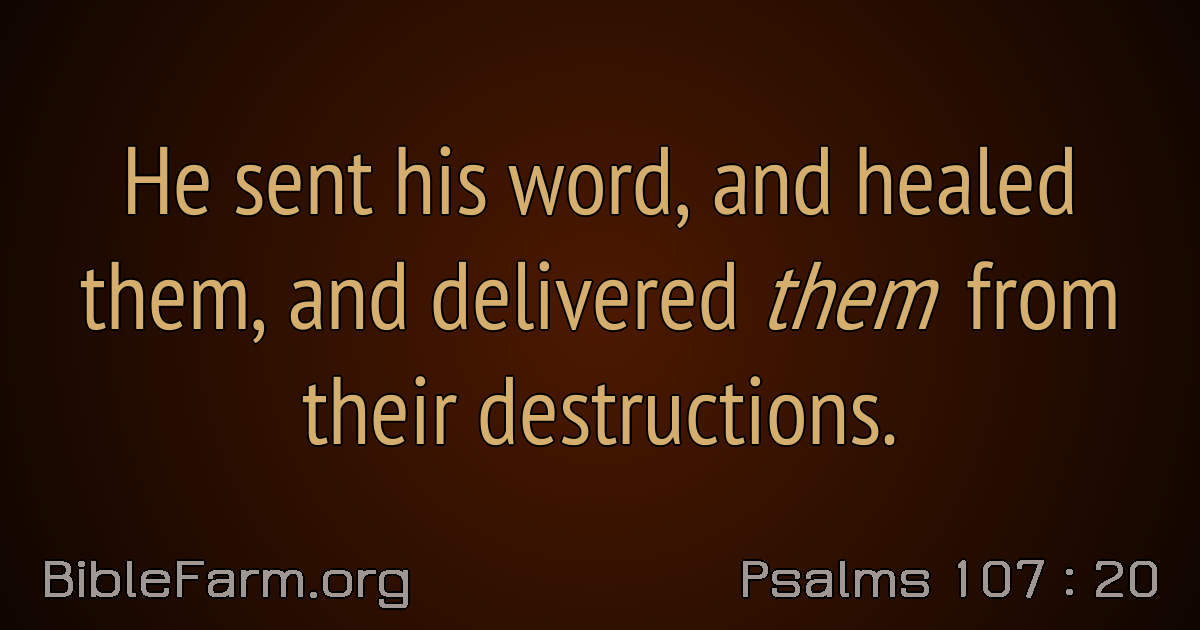 He sent his word, and healed
them, and delivered them from
their destructions.
BibleFarm.org
Psalms 107 : 20